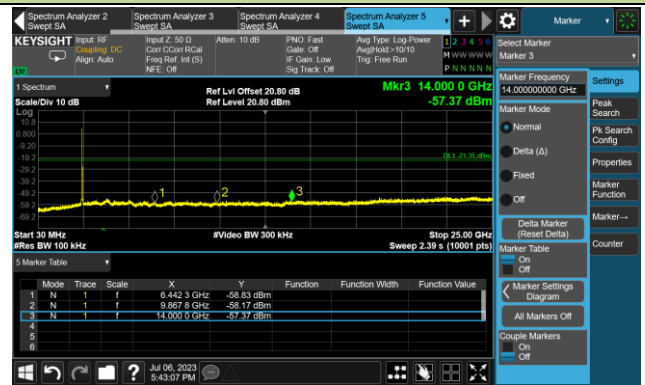 Spectrum Analyzer 2
Swept SA
Spectrum Analyzer 3
Swept SA
Spectrum Analyzer 4
Swept SA
Spectrum Analyzer 5
Swept SA
Marker
KEYSIGHT
Input: RF
Coupling: DC
Align: Auto
Input Z: 50 Ω
Corr CCorr RCal
Freq Ref: Int (S)
NFE: Off
Atten: 10 dB
PNO: Fast
Gate: Off
IF Gain: Low
Sig Track: Off
Avg Type: Log-Power
Avg|Hold:>10/10
Trig: Free Run
1 2 3 4 5 6
M W W W W W
P N N N N N
Select Marker
Marker 3
1 Spectrum
Scale/Div 10 dB
Log
Ref Lvl Offset 20.80 dB
Ref Level 20.80 dBm
Mkr3 14.000 0 GHz
-57.37 dBm
10.8
0.800
-9.20
-19.2
-29.2
-39.2
-49.2
-59.2
-69.2
DL1 -21.35 dBm
1
2
3
Start 30 MHz
#Res BW 100 kHz
#Video BW 300 kHz
Stop 25.00 GHz
Sweep 2.39 s (10001 pts)
5 Marker Table
Mode Trace Scale X Y Function Function Width Function Value
1 N 1 f 6.442 3 GHz -58.83 dBm
2 N 1 f 9.867 8 GHz -58.17 dBm
3 N 1 f 14.000 0 GHz -57.37 dBm
4
5
6
Marker Frequency
14.000000000 GHz
Marker Mode
Normal
Delta (Δ)
Fixed
Off
Delta Marker
(Reset Delta)
Marker Table
On
Off
Marker Settings
Diagram
All Markers Off
Couple Markers
On
Off
Settings
Peak
Search
Pk Search
Config
Properties
Marker
Function
Marker→
Counter
Jul 06, 2023
5:43:07 PM